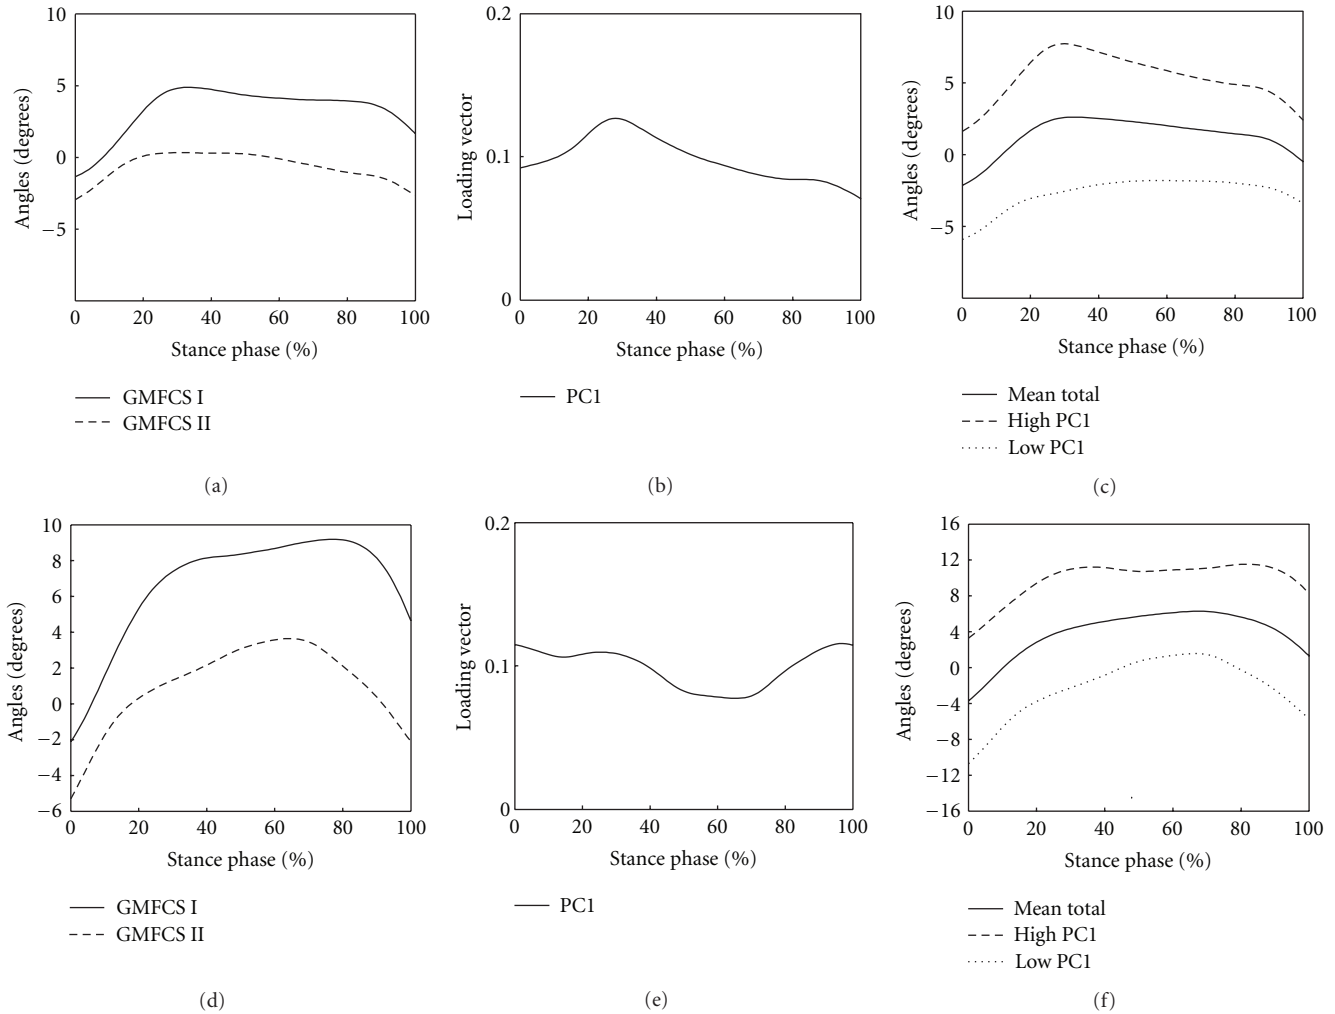 10
5
0
−5
Angles (degrees)
0 20 40 60 80 100
Stance phase (%)
GMFCS I
GMFCS II
(a)
0.2
0.1
0
Loading vector
0 20 40 60 80 100
Stance phase (%)
PC1
(b)
10
5
0
−5
Angles (degrees)
0 20 40 60 80 100
Stance phase (%)
Mean total
High PC1
Low PC1
(c)
10
8
6
4
2
0
−2
−4
−6
Angles (degrees)
0 20 40 60 80 100
Stance phase (%)
GMFCS I
GMFCS II
(d)
0.2
0.1
0
Loading vector
0 20 40 60 80 100
Stance phase (%)
PC1
(e)
16
12
8
4
0
−4
−8
−12
−16
Angles (degrees)
0 20 40 60 80 100
Stance phase (%)
Mean total
High PC1
Low PC1
(f)